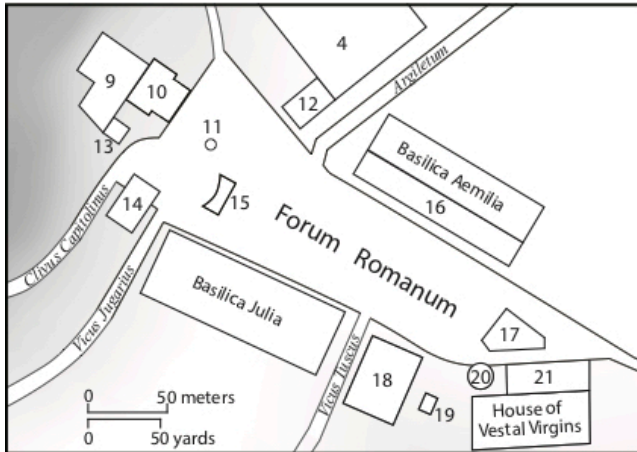 4
9
10
12
Argiletum
11
13
Basilica Aemilia
16
14
15
Forum Romanum
Clivus Capitolinus
Vicus Jugarius
Basilica Julia
17
Vicus Tuscus
18
19
20
21
House of
Vestal Virgins
0 50 meters
0 50 yards